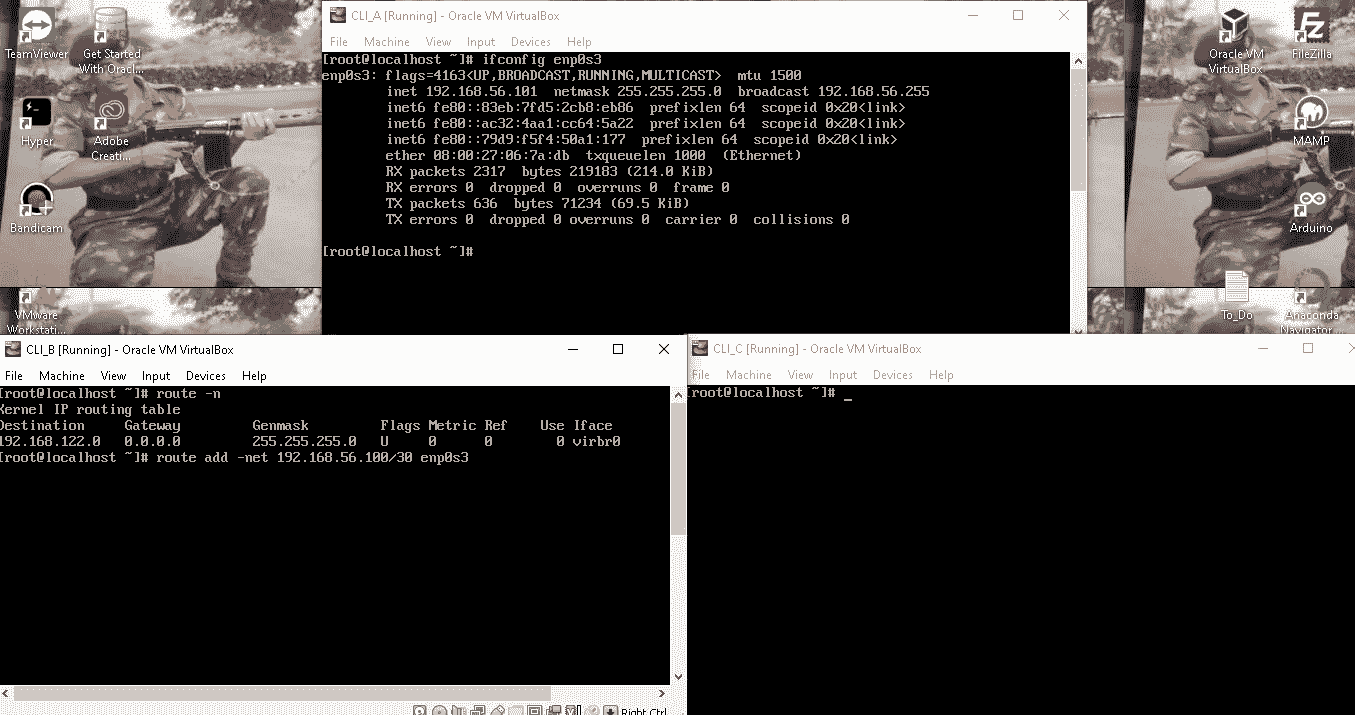 TeamViewer
Get Started
With Oracl...
Hyper
Adobe
Creati...
Bandicam
VMware
Workstati...
CLI_A [Running] - Oracle VM VirtualBox
File Machine View Input Devices Help
[root@localhost ~]# ifconfig enp0s3
enp0s3: flags=4163<UP,BROADCAST,RUNNING,MULTICAST>  mtu 1500
inet 192.168.56.101  netmask 255.255.255.0  broadcast 192.168.56.255
inet6 fe80::83eb:7fd5:2cb8:eb86  prefixlen 64  scopeid 0x20<link>
inet6 fe80::ac32:4aa1:cc64:5a22  prefixlen 64  scopeid 0x20<link>
inet6 fe80::79d9:f5f4:50a1:177  prefixlen 64  scopeid 0x20<link>
ether 08:00:27:06:7a:db  txqueuelen 1000  (Ethernet)
RX packets 2317  bytes 219183 (214.0 KiB)
RX errors 0  dropped 0  overruns 0  frame 0
TX packets 636  bytes 71234 (69.5 KiB)
TX errors 0  dropped 0 overruns 0  carrier 0  collisions 0
[root@localhost ~]#
Oracle VM
VirtualBox
FileZilla
MAMP
Arduino
To_Do
Anaconda
Navigator...
CLI_B [Running] - Oracle VM VirtualBox
File Machine View Input Devices Help
[root@localhost ~]# route -n
Kernel IP routing table
Destination Gateway Genmask Flags Metric Ref Use Iface
192.168.122.0 0.0.0.0 255.255.255.0 U 0 0 0 virbr0
[root@localhost ~]# route add -net 192.168.56.100/30 enp0s3
Right Ctrl
CLI_C [Running] - Oracle VM VirtualBox
File Machine View Input Devices Help
[root@localhost ~]# _